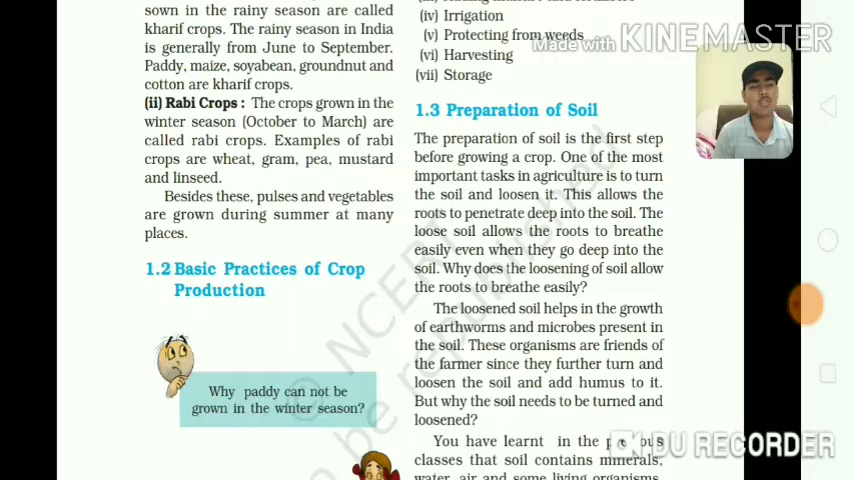 sown in the rainy season are called
kharif crops. The rainy season in India
is generally from June to September.
Paddy, maize, soyabean, groundnut and
cotton are kharif crops.
(ii) Rabi Crops : The crops grown in the
winter season (October to March) are
called rabi crops. Examples of rabi
crops are wheat, gram, pea, mustard
and linseed.
Besides these, pulses and vegetables
are grown during summer at many
places.
1.2 Basic Practices of Crop
Production
Why paddy can not be
grown in the winter season?
(iv) Irrigation
(v) Protecting from weeds
(vi) Harvesting
(vii) Storage
1.3 Preparation of Soil
The preparation of soil is the first step
before growing a crop. One of the most
important tasks in agriculture is to turn
the soil and loosen it. This allows the
roots to penetrate deep into the soil. The
loose soil allows the roots to breathe
easily even when they go deep into the
soil. Why does the loosening of soil allow
the roots to breathe easily?
The loosened soil helps in the growth
of earthworms and microbes present in
the soil. These organisms are friends of
the farmer since they further turn and
loosen the soil and add humus to it.
But why the soil needs to be turned and
loosened?
You have learnt in the
classes that soil contains minerals,
water, air and some living organisms.
Made with KINEMASTER
DU RECORDER
© NCERT
be republished